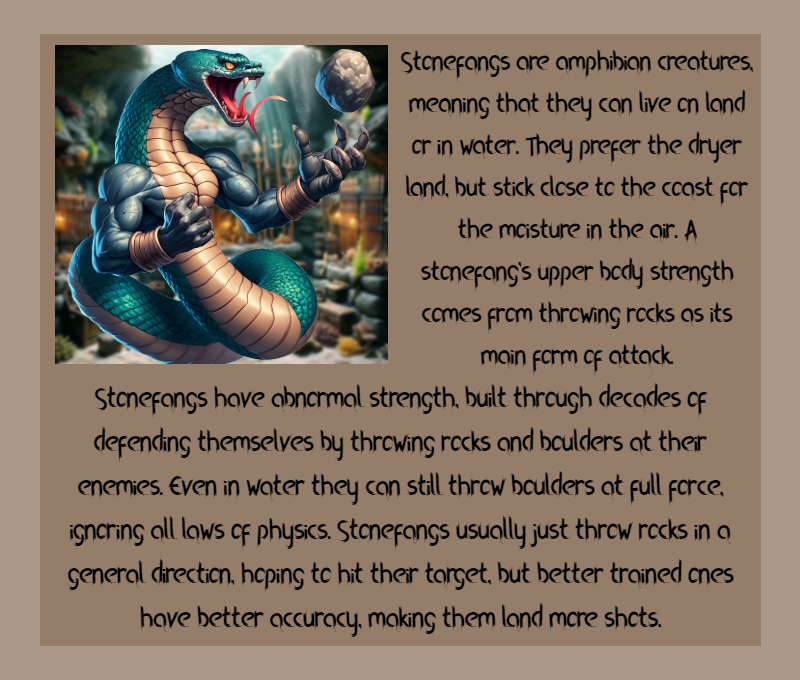 Stonefangs are amphibian creatures,
meaning that they can live on land
or in water. They prefer the dryer
land, but stick close to the coast for
the moisture in the air. A
stonefang's upper body strength
comes from throwing rocks as its
main form of attack.
Stonefangs have abnormal strength, built through decades of
defending themselves by throwing rocks and boulders at their
enemies. Even in water they can still throw boulders at full force,
ignoring all laws of physics. Stonefangs usually just throw rocks in a
general direction, hoping to hit their target, but better trained ones
have better accuracy, making them land more shots.